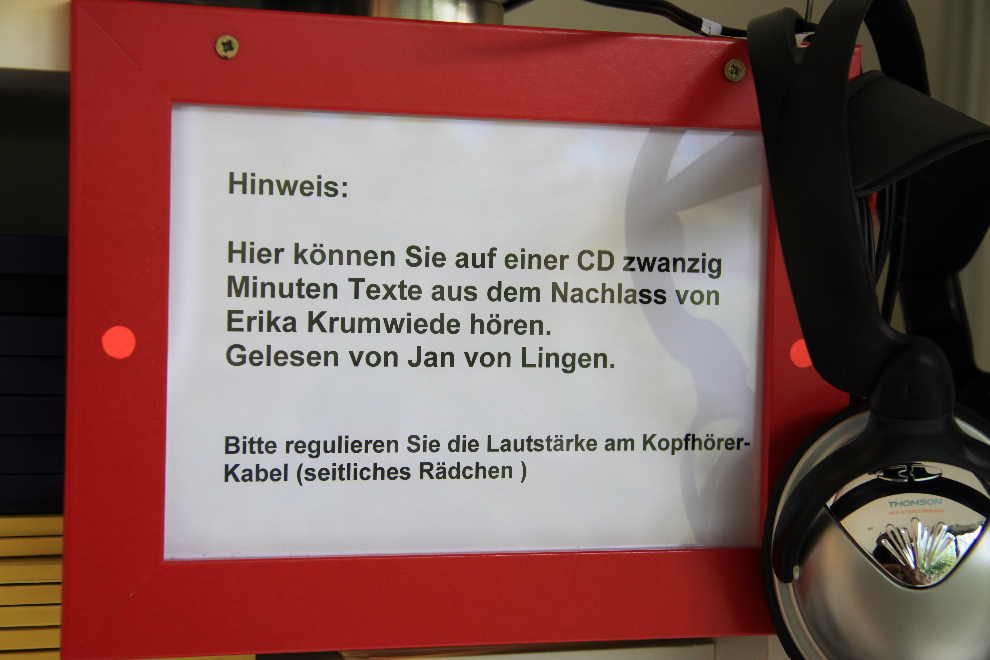 Hinweis:
Hier können Sie auf einer CD zwanzig
Minuten Texte aus dem Nachlass von
Erika Krumwiede hören.
Gelesen von Jan von Lingen.
Bitte regulieren Sie die Lautstärke am Kopfhörer-
Kabel (seitliches Rädchen )
THOMSON